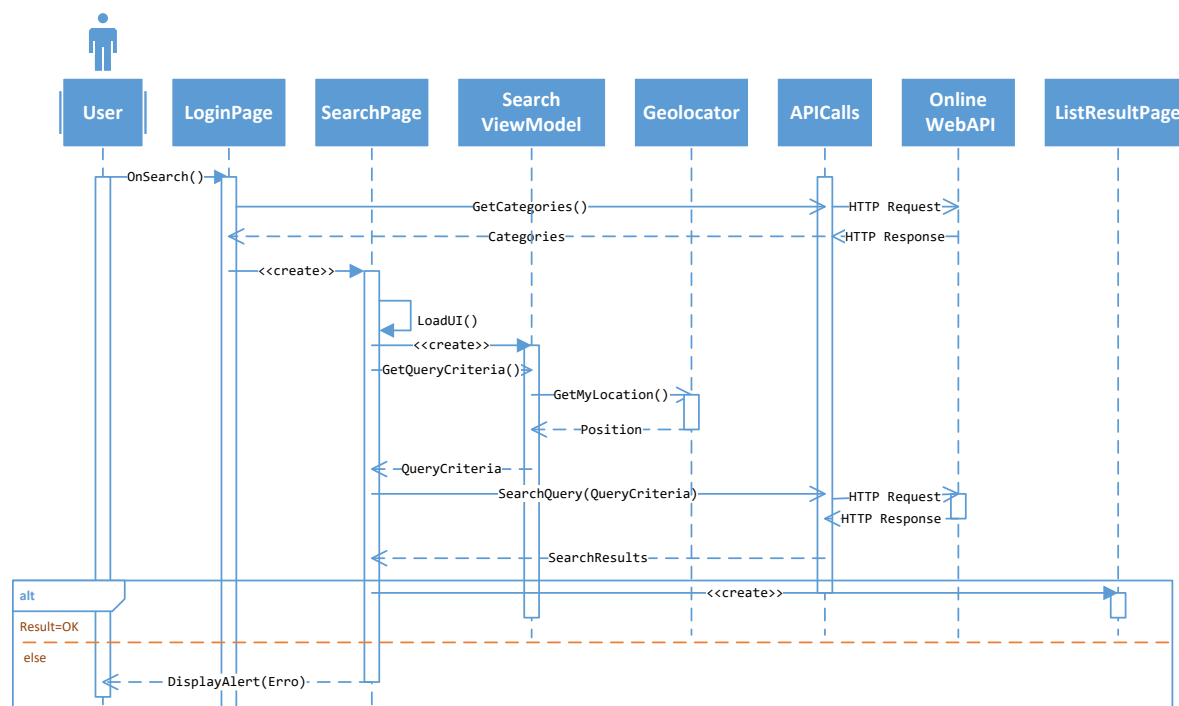 User
LoginPage
SearchPage
Search
ViewModel
Geolocator
APICalls
Online
WebAPI
ListResultPage
OnSearch()
GetCategories()
HTTP Request
Categories
HTTP Response
<<create>>
LoadUI()
<<create>>
GetQueryCriteria()
GetMyLocation()
Position
QueryCriteria
SearchQuery(QueryCriteria)
HTTP Request
HTTP Response
SearchResults
alt
<<create>>
Result=OK
else
DisplayAlert(Erro)